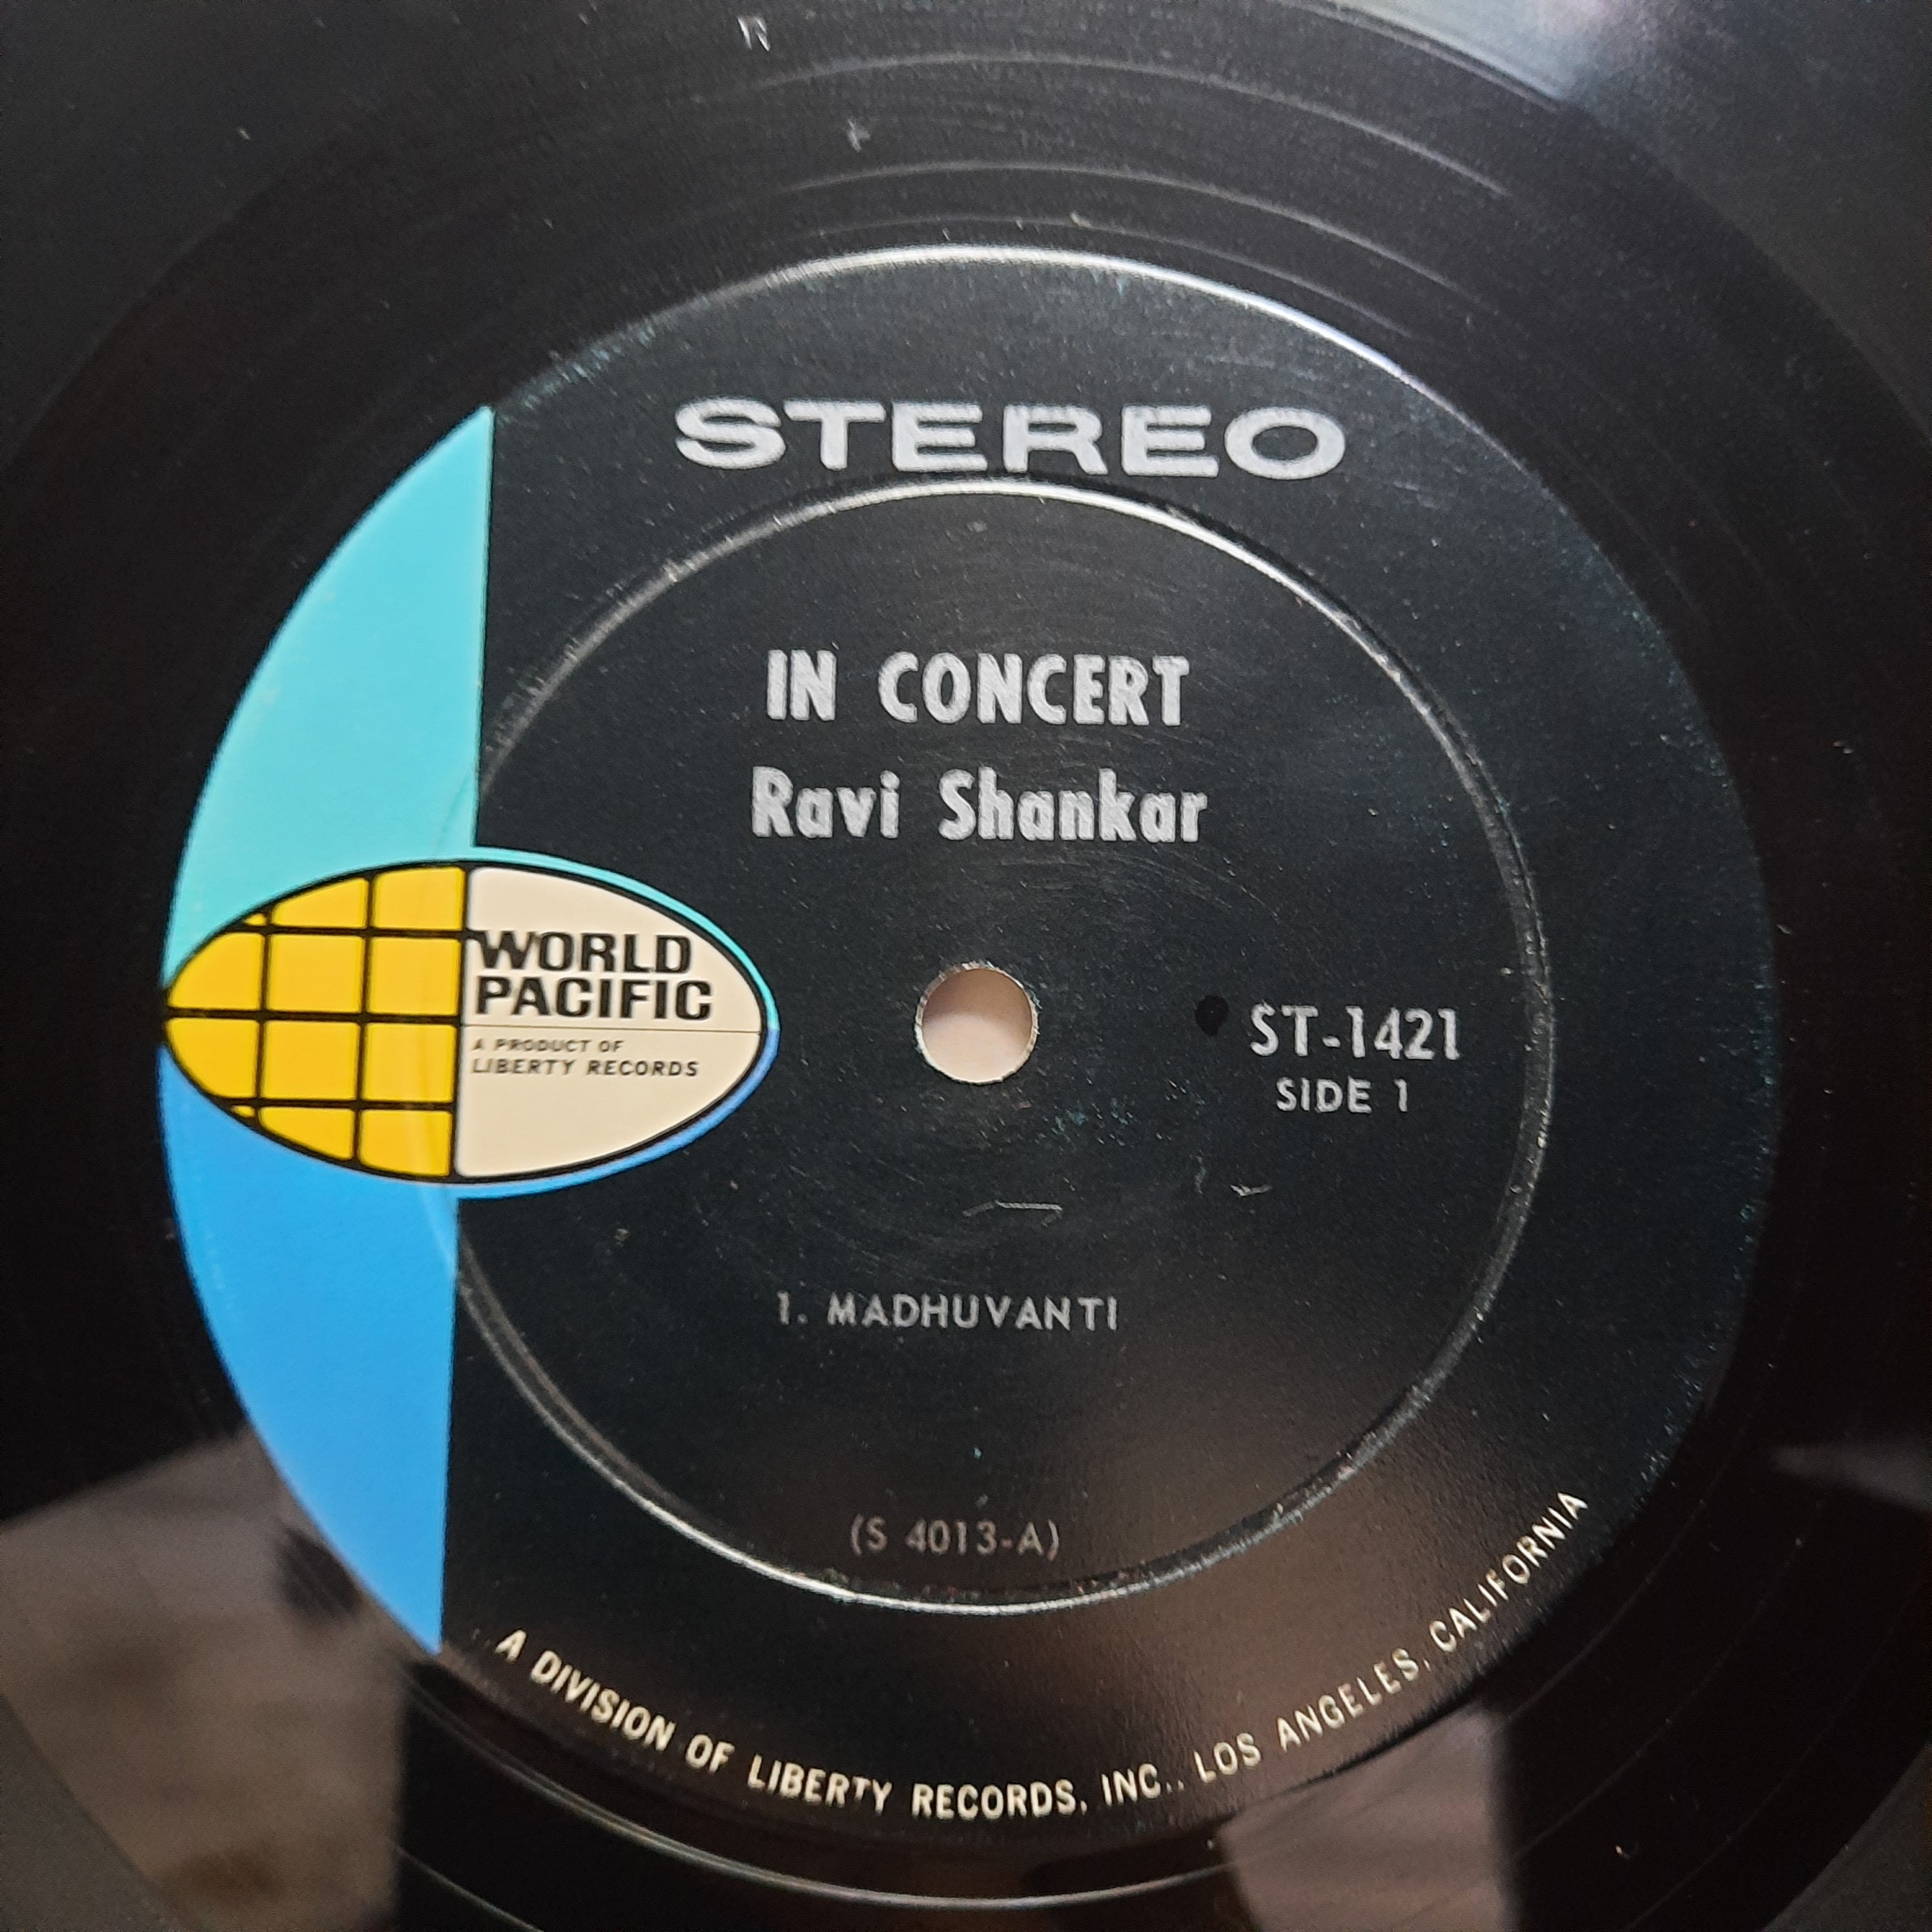 STEREO
IN CONCERT
Ravi Shankar
WORLD
PACIFIC
A PRODUCT OF
LIBERTY RECORDS
ST-1421
SIDE 1
1. MADHUVANTI
(S 4013-A)
A DIVISION OF LIBERTY RECORDS, INC., LOS ANGELES, CALIFORNIA